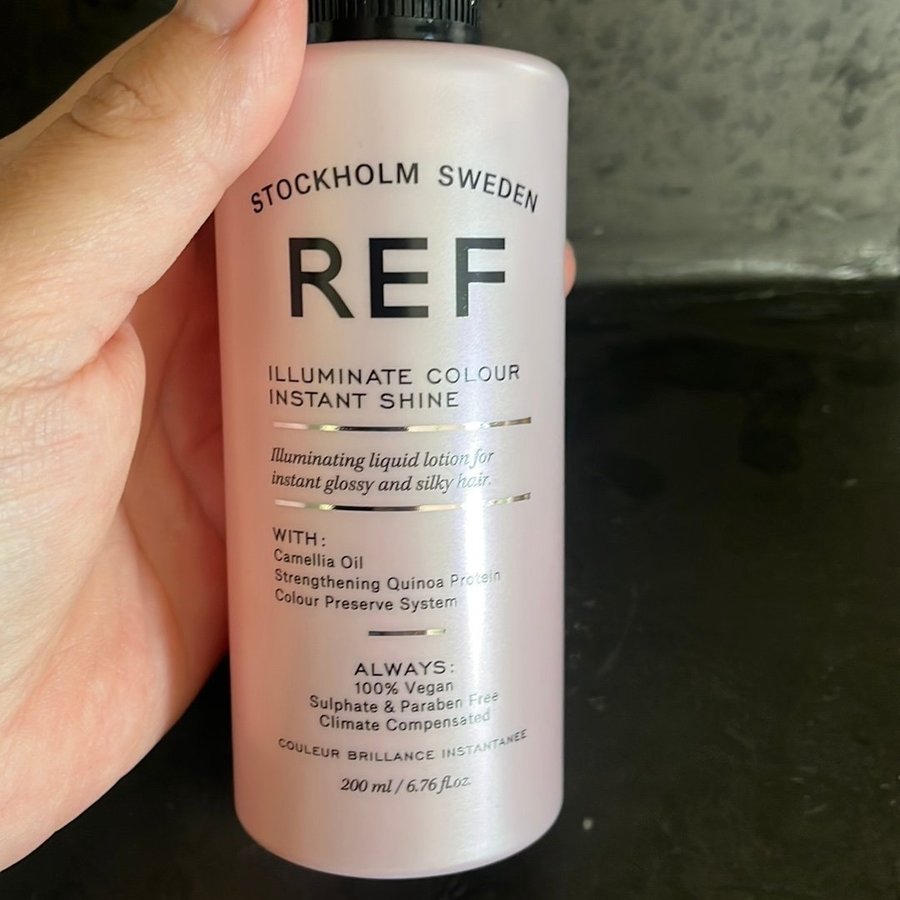 STOCKHOLM SWEDEN
REF
ILLUMINATE COLOUR
INSTANT SHINE
Illuminating liquid lotion for
instant glossy and silky hair.
WITH:
Camellia Oil
Strengthening Quinoa Protein
Colour Preserve System
ALWAYS:
100% Vegan
Sulphate & Paraben Free
Climate Compensated
COULEUR BRILLANCE INSTANTANEE
200 ml / 6.76 fl.oz.